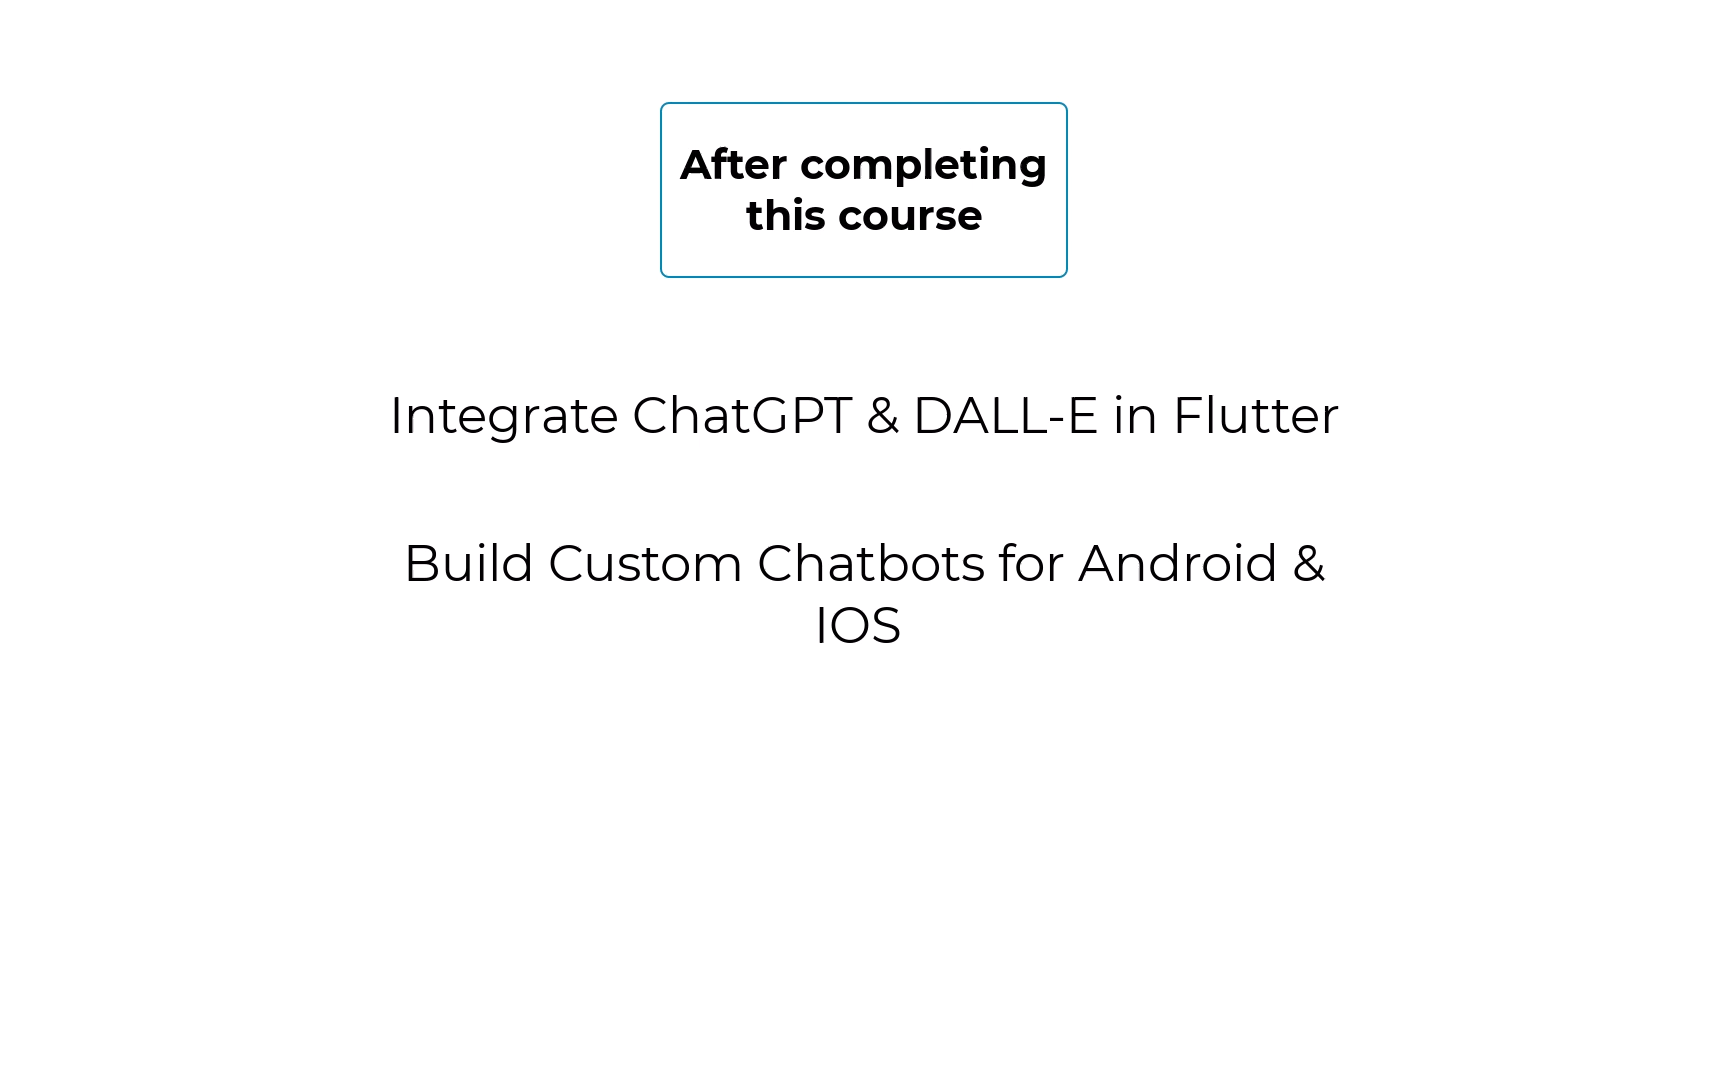 After completing
this course
Integrate ChatGPT & DALL-E in Flutter
Build Custom Chatbots for Android &
IOS